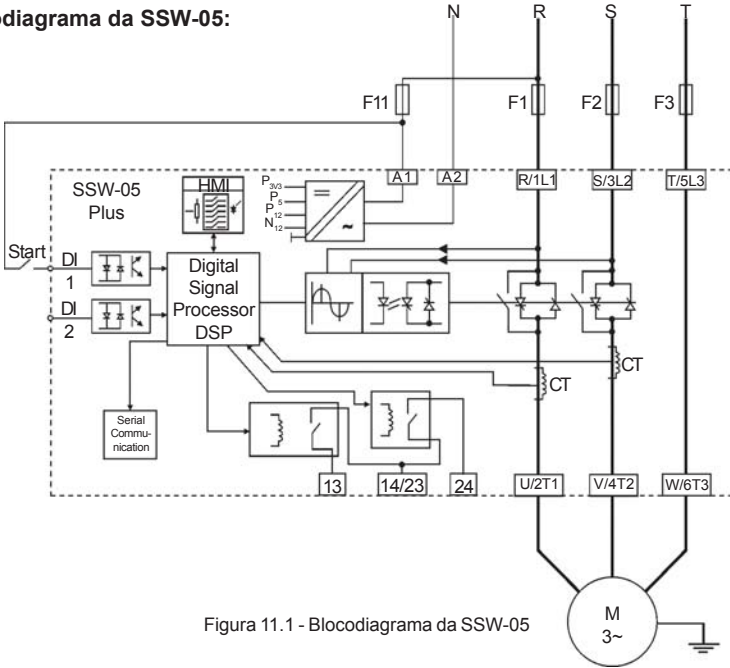 odiagrama da SSW-05:
N R S T
F11 F1 F2 F3
A1 A2 R/1L1 S/3L2 T/5L3
SSW-05
Plus
HMI
P3V3
P5
P12
N12
Start
DI
1
DI
2
Digital
Signal
Processor
DSP
CT
CT
Serial
Commu-
nication
13 14/23 24 U/2T1 V/4T2 W/6T3
M
3~
Figura 11.1 - Blocodiagrama da SSW-05